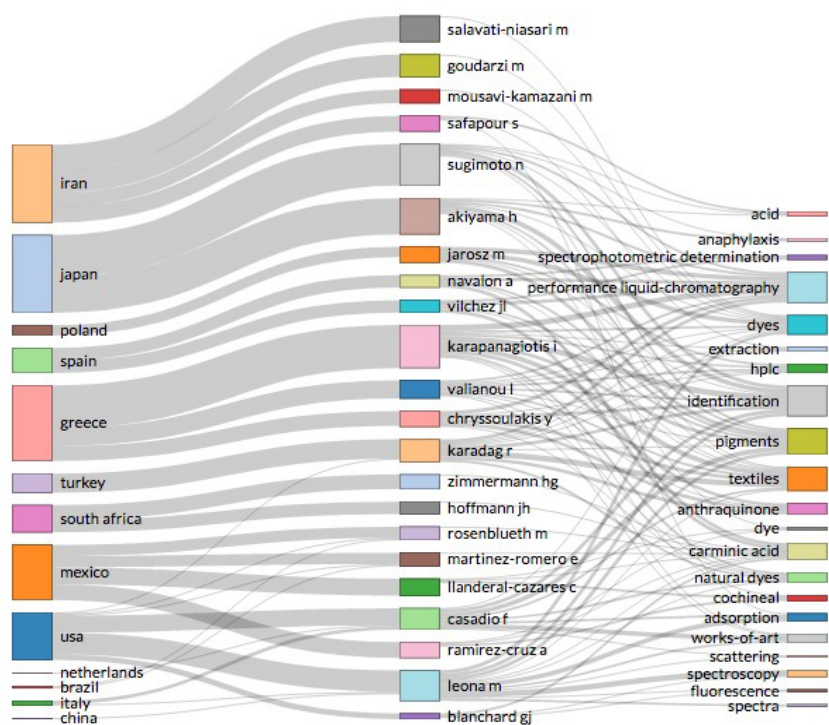 iran
japan
poland
spain
greece
turkey
south africa
mexico
usa
netherlands
brazil
italy
china
salavati-niasari m
goudarzi m
mousavi-kamazani m
safapour s
sugimoto n
akiyama h
jarosz m
navalon a
vilchez jl
karapanagiotis i
valianou l
chryssoulakis y
karadag r
zimmermann hg
hoffmann jh
rosenblueth m
martinez-romero e
llanderal-cazares c
casadio f
ramirez-cruz a
leona m
blanchard gj
acid
anaphylaxis
spectrophotometric determination
performance liquid-chromatography
dyes
extraction
hplc
identification
pigments
textiles
anthraquinone
dye
carminic acid
natural dyes
cochineal
adsorption
works-of-art
scattering
spectroscopy
fluorescence
spectra